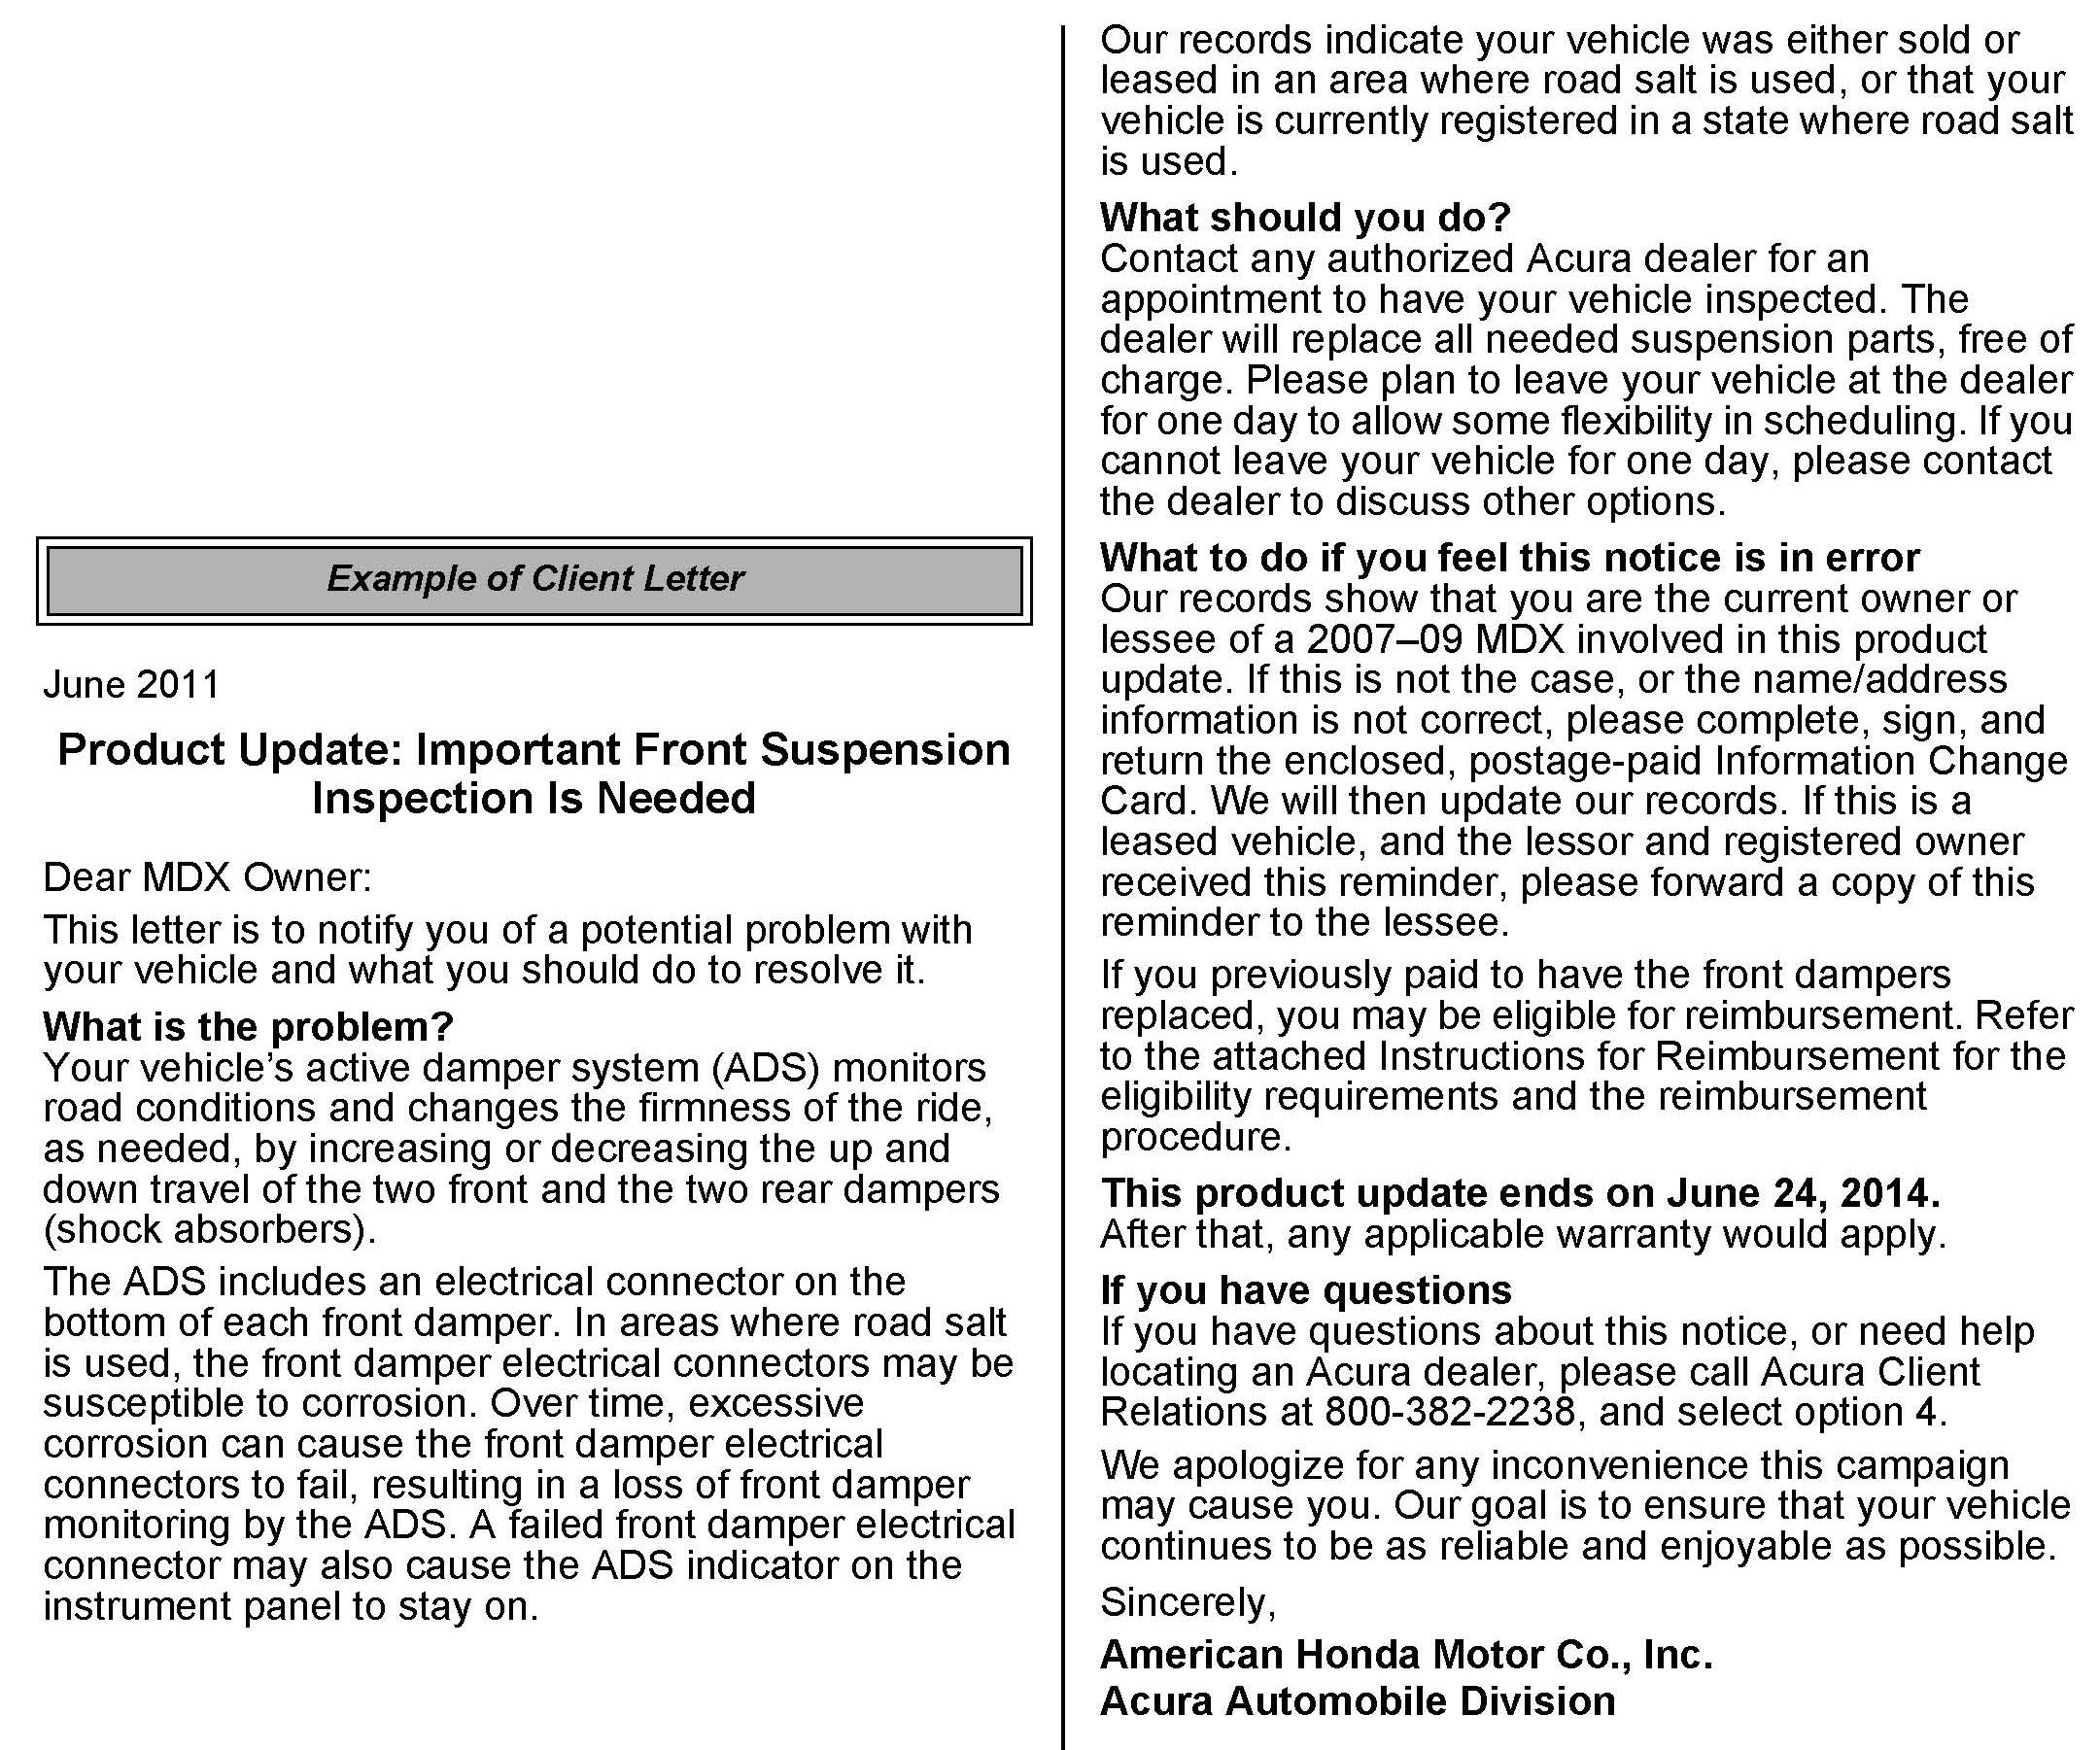 Example of Client Letter
June 2011
Product Update: Important Front Suspension
Inspection Is Needed
Dear MDX Owner:
This letter is to notify you of a potential problem with
your vehicle and what you should do to resolve it.
What is the problem?
Your vehicle’s active damper system (ADS) monitors
road conditions and changes the firmness of the ride,
as needed, by increasing or decreasing the up and
down travel of the two front and the two rear dampers
(shock absorbers).
The ADS includes an electrical connector on the
bottom of each front damper. In areas where road salt
is used, the front damper electrical connectors may be
susceptible to corrosion. Over time, excessive
corrosion can cause the front damper electrical
connectors to fail, resulting in a loss of front damper
monitoring by the ADS. A failed front damper electrical
connector may also cause the ADS indicator on the
instrument panel to stay on.
Our records indicate your vehicle was either sold or
leased in an area where road salt is used, or that your
vehicle is currently registered in a state where road salt
is used.
What should you do?
Contact any authorized Acura dealer for an
appointment to have your vehicle inspected. The
dealer will replace all needed suspension parts, free of
charge. Please plan to leave your vehicle at the dealer
for one day to allow some flexibility in scheduling. If you
cannot leave your vehicle for one day, please contact
the dealer to discuss other options.
What to do if you feel this notice is in error
Our records show that you are the current owner or
lessee of a 2007–09 MDX involved in this product
update. If this is not the case, or the name/address
information is not correct, please complete, sign, and
return the enclosed, postage-paid Information Change
Card. We will then update our records. If this is a
leased vehicle, and the lessor and registered owner
received this reminder, please forward a copy of this
reminder to the lessee.
If you previously paid to have the front dampers
replaced, you may be eligible for reimbursement. Refer
to the attached Instructions for Reimbursement for the
eligibility requirements and the reimbursement
procedure.
This product update ends on June 24, 2014.
After that, any applicable warranty would apply.
If you have questions
If you have questions about this notice, or need help
locating an Acura dealer, please call Acura Client
Relations at 800-382-2238, and select option 4.
We apologize for any inconvenience this campaign
may cause you. Our goal is to ensure that your vehicle
continues to be as reliable and enjoyable as possible.
Sincerely,
American Honda Motor Co., Inc.
Acura Automobile Division